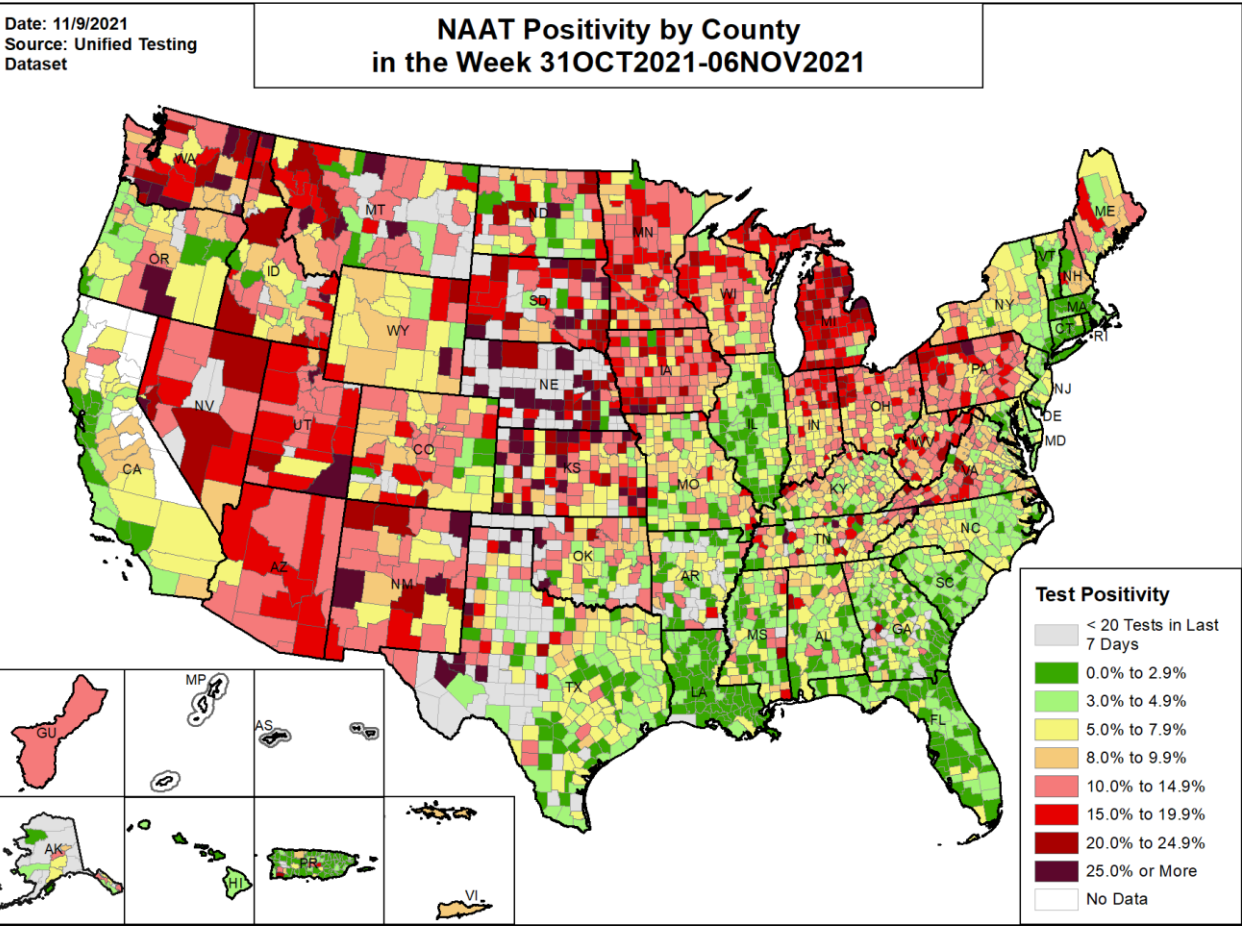 Date: 11/9/2021
Source: Unified Testing
Dataset
NAAT Positivity by County
in the Week 31OCT2021-06NOV2021
WA
MT
ND
MN
ME
OR
ID
SD
WI
MI
VT
NH
NY
MA
CT
RI
WY
IA
PA
NJ
NE
NV
UT
CO
IL
IN
OH
DE
MD
WV
VA
CA
KS
MO
KY
NC
TN
AZ
NM
OK
AR
SC
MS
AL
GA
TX
LA
FL
GU
MP
AS
AK
HI
PR
VI
Test Positivity
< 20 Tests in Last
7 Days
0.0% to 2.9%
3.0% to 4.9%
5.0% to 7.9%
8.0% to 9.9%
10.0% to 14.9%
15.0% to 19.9%
20.0% to 24.9%
25.0% or More
No Data